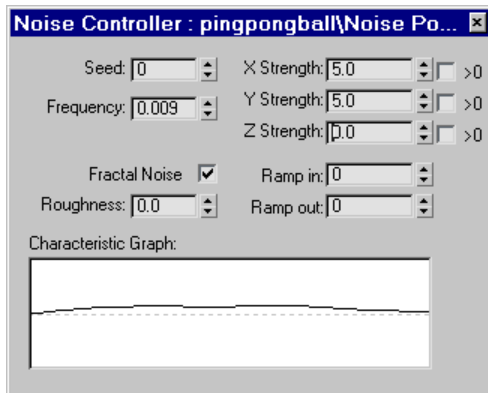 Noise Controller : pingpongball\Noise Po...
Seed: 0
X Strength: 5.0 >0
Frequency: 0.009
Y Strength: 5.0 >0
Z Strength: 0.0 >0
Fractal Noise
Ramp in: 0
Roughness: 0.0
Ramp out: 0
Characteristic Graph: